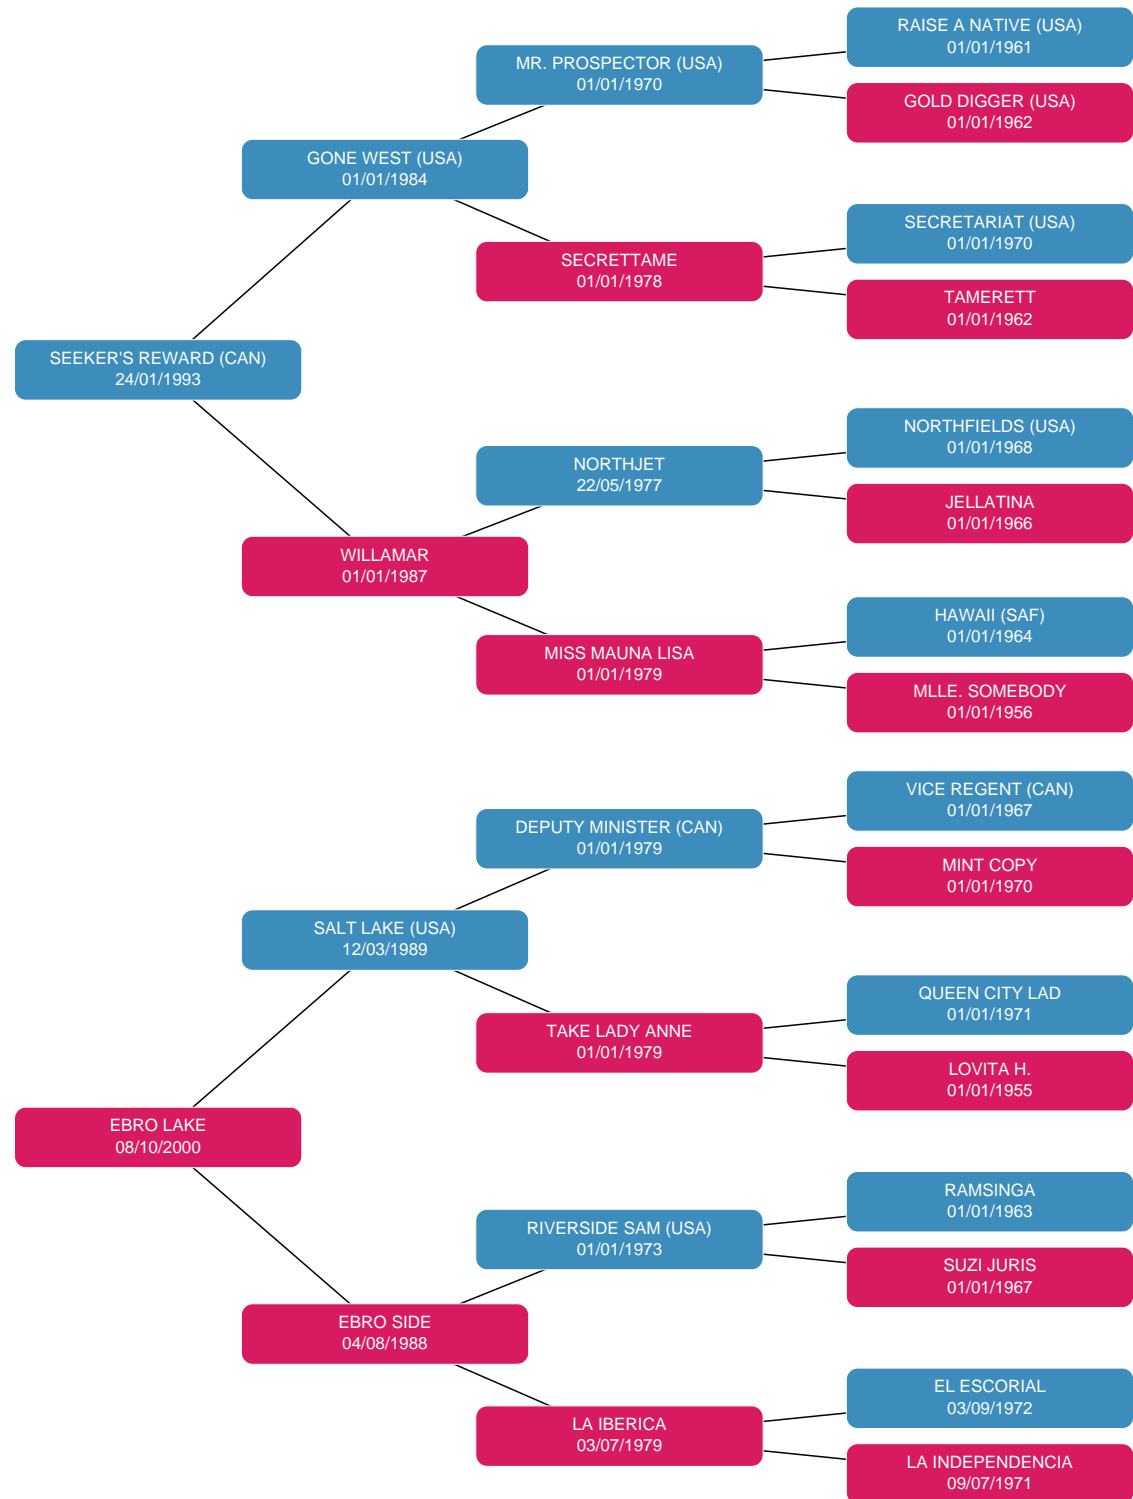 RAISE A NATIVE (USA)
01/01/1961
MR. PROSPECTOR (USA)
01/01/1970
GOLD DIGGER (USA)
01/01/1962
GONE WEST (USA)
01/01/1984
SECRETARIAT (USA)
01/01/1970
SECRETTAME
01/01/1978
TAMERETT
01/01/1962
SEEKER'S REWARD (CAN)
24/01/1993
NORTHFIELDS (USA)
01/01/1968
NORTHJET
22/05/1977
JELLATINA
01/01/1966
WILLAMAR
01/01/1987
HAWAII (SAF)
01/01/1964
MISS MAUNA LISA
01/01/1979
MLLE. SOMEBODY
01/01/1956
VICE REGENT (CAN)
01/01/1967
DEPUTY MINISTER (CAN)
01/01/1979
MINT COPY
01/01/1970
SALT LAKE (USA)
12/03/1989
QUEEN CITY LAD
01/01/1971
TAKE LADY ANNE
01/01/1979
LOVITA H.
01/01/1955
EBRO LAKE
08/10/2000
RAMSINGA
01/01/1963
RIVERSIDE SAM (USA)
01/01/1973
SUZI JURIS
01/01/1967
EBRO SIDE
04/08/1988
EL ESCORIAL
03/09/1972
LA IBERICA
03/07/1979
LA INDEPENDENCIA
09/07/1971